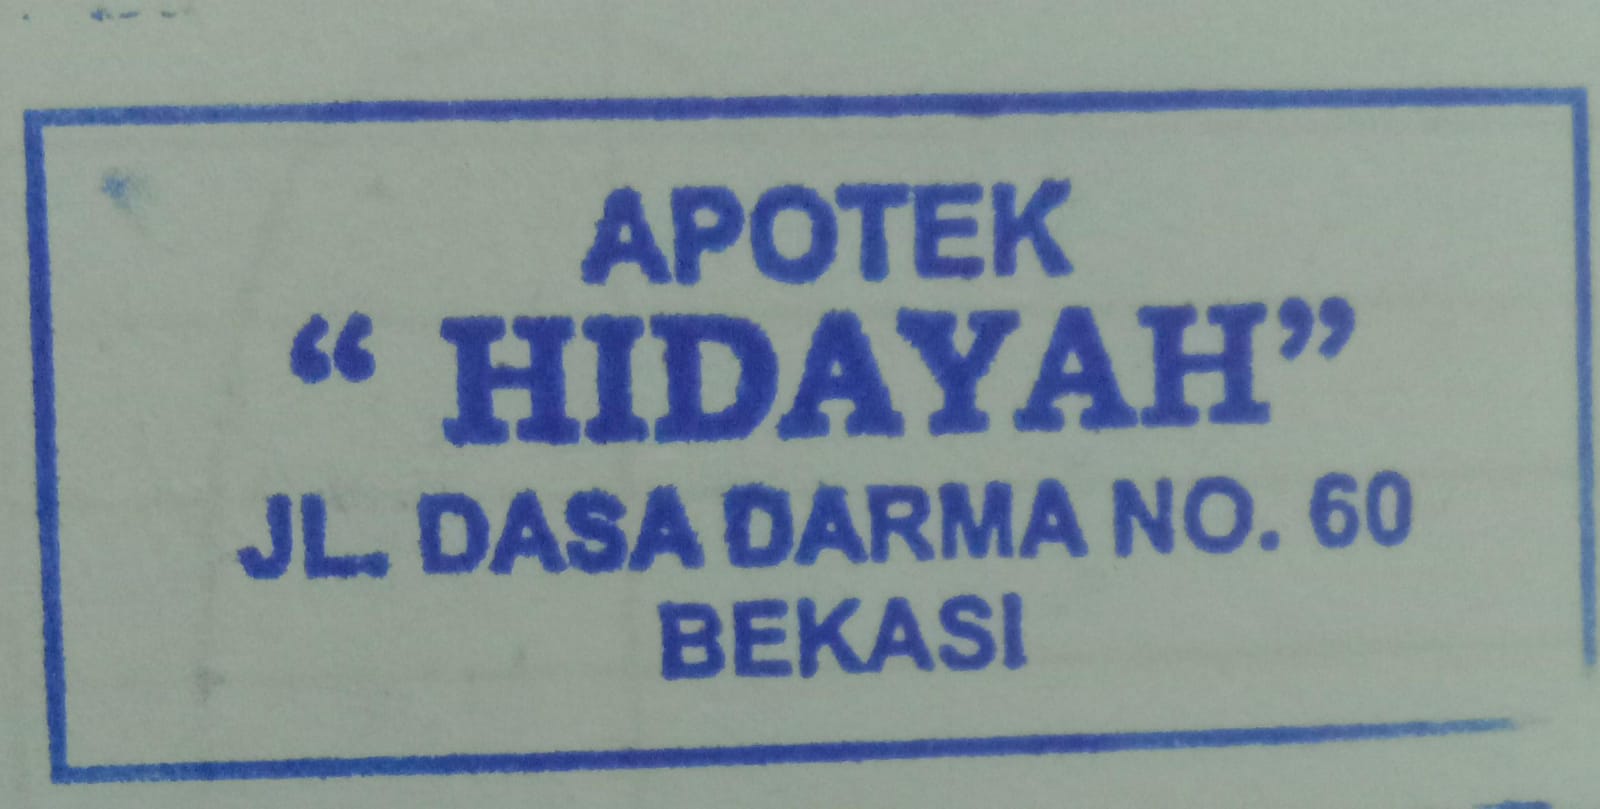 APOTEK
“ HIDAYAH”
JL. DASA DARMA NO. 60
BEKASI